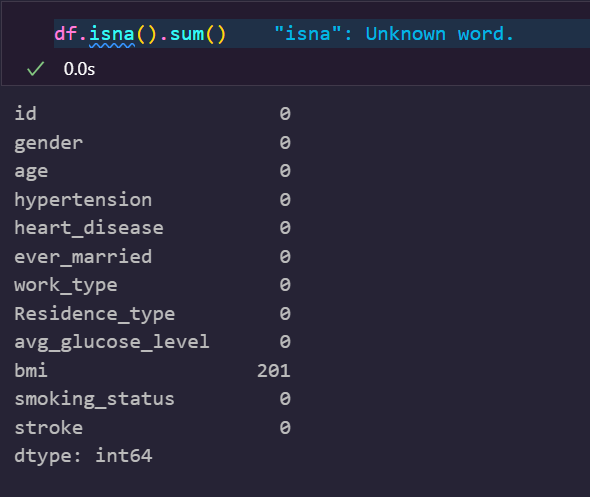 df.isna().sum() "isna": Unknown word.
0.0s
id 0
gender 0
age 0
hypertension 0
heart_disease 0
ever_married 0
work_type 0
Residence_type 0
avg_glucose_level 0
bmi 201
smoking_status 0
stroke 0
dtype: int64